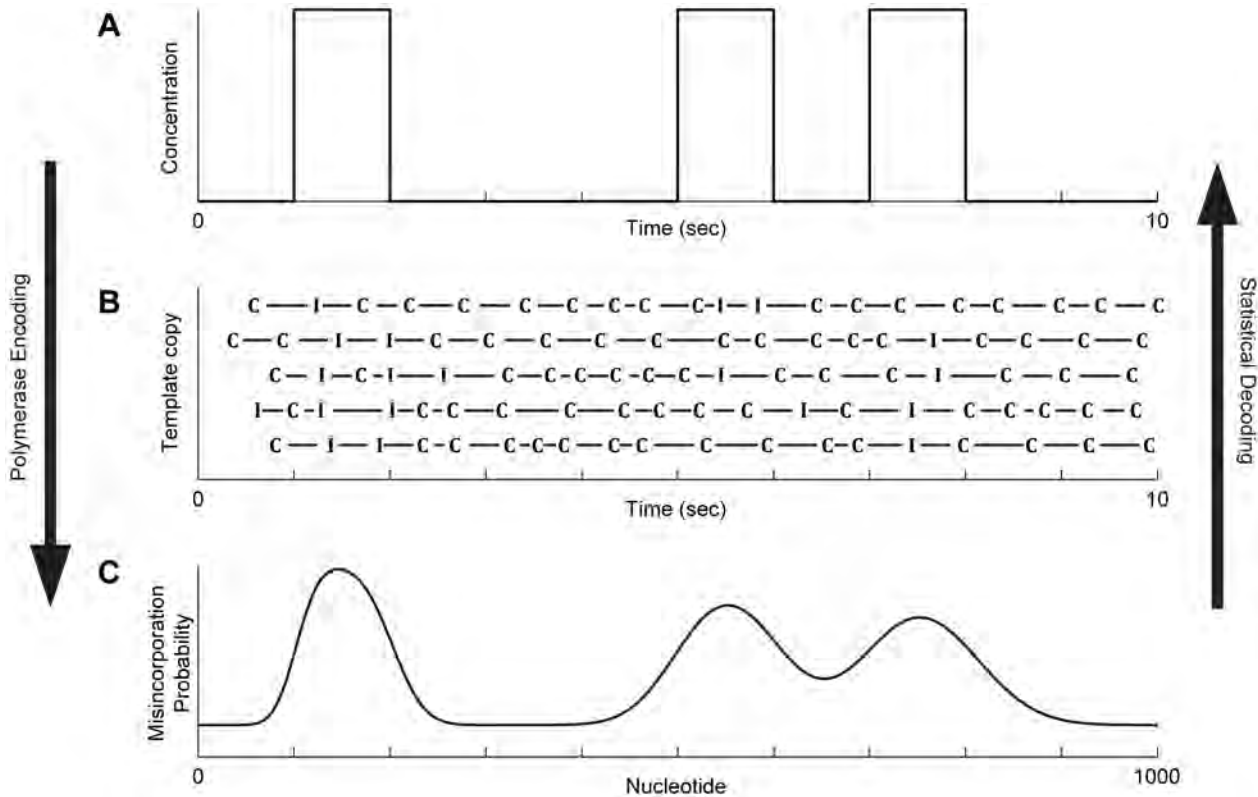 A
Concentration
0
10
Time (sec)
Polymerase Encoding
Statistical Decoding
B
Template copy
C — I — C — C — C — C — C - C - C — C - I — I — C - C — C — C — C — C — C — C
C — C — I — I — C — C — C — C — C — C — C - C — C - C — I — C — C — C — C
C — I - C - I — I — C — C - C - C - C - C — I — C — C — C — I — C — C — C
I - C - I — I - C - C — C — C — C - C - C — C — I — C — I — C - C - C - C — C
C — I — I — C - C — C - C - C — C - C — C — C — C - C — I — C — C — C — C
0
10
Time (sec)
C
Misincorporation
Probability
0
1000
Nucleotide